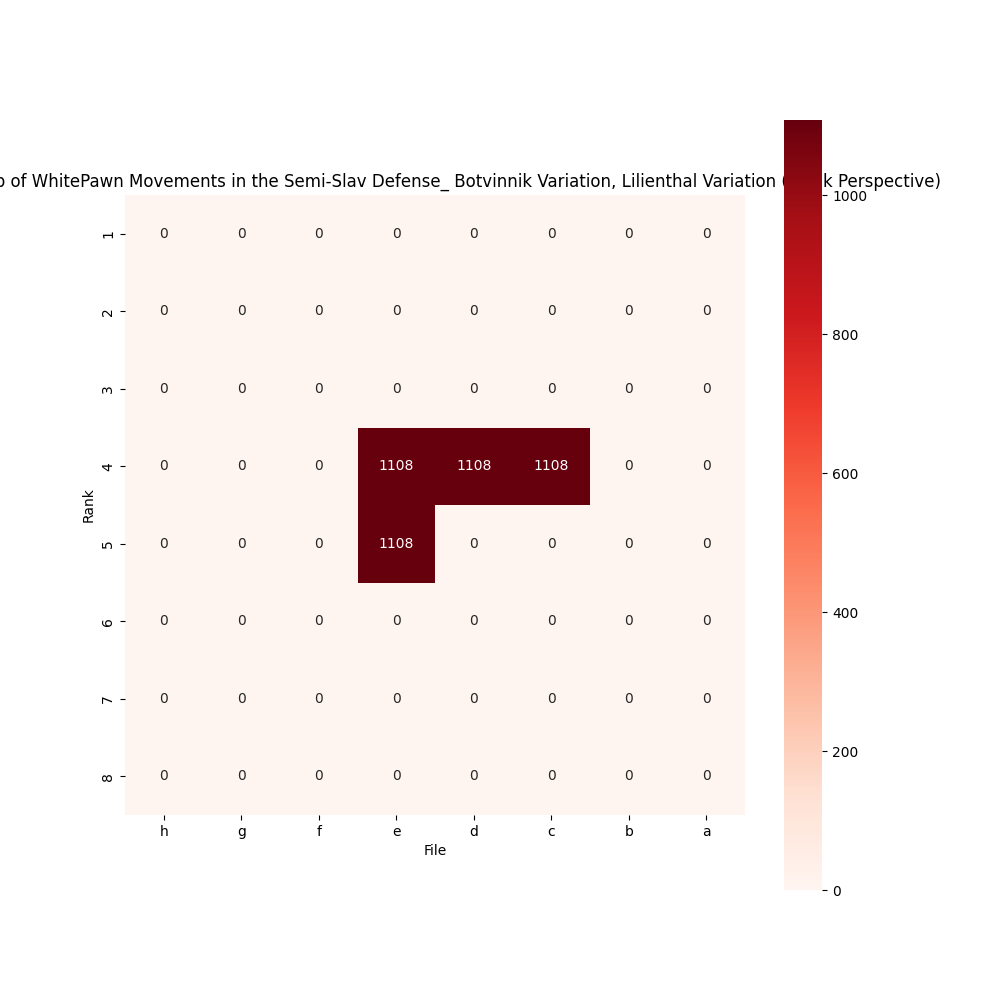 of WhitePawn Movements in the Semi-Slav Defense_ Botvinnik Variation, Lilienthal Variation ( k Perspective)
1 0 0 0 0 0 0 0 0
2 0 0 0 0 0 0 0 0
3 0 0 0 0 0 0 0 0
4 0 0 0 1108 1108 1108 0 0
5 0 0 0 1108 0 0 0 0
6 0 0 0 0 0 0 0 0
7 0 0 0 0 0 0 0 0
8 0 0 0 0 0 0 0 0
h g f e d c b a
File
Rank
1000
800
600
400
200
0